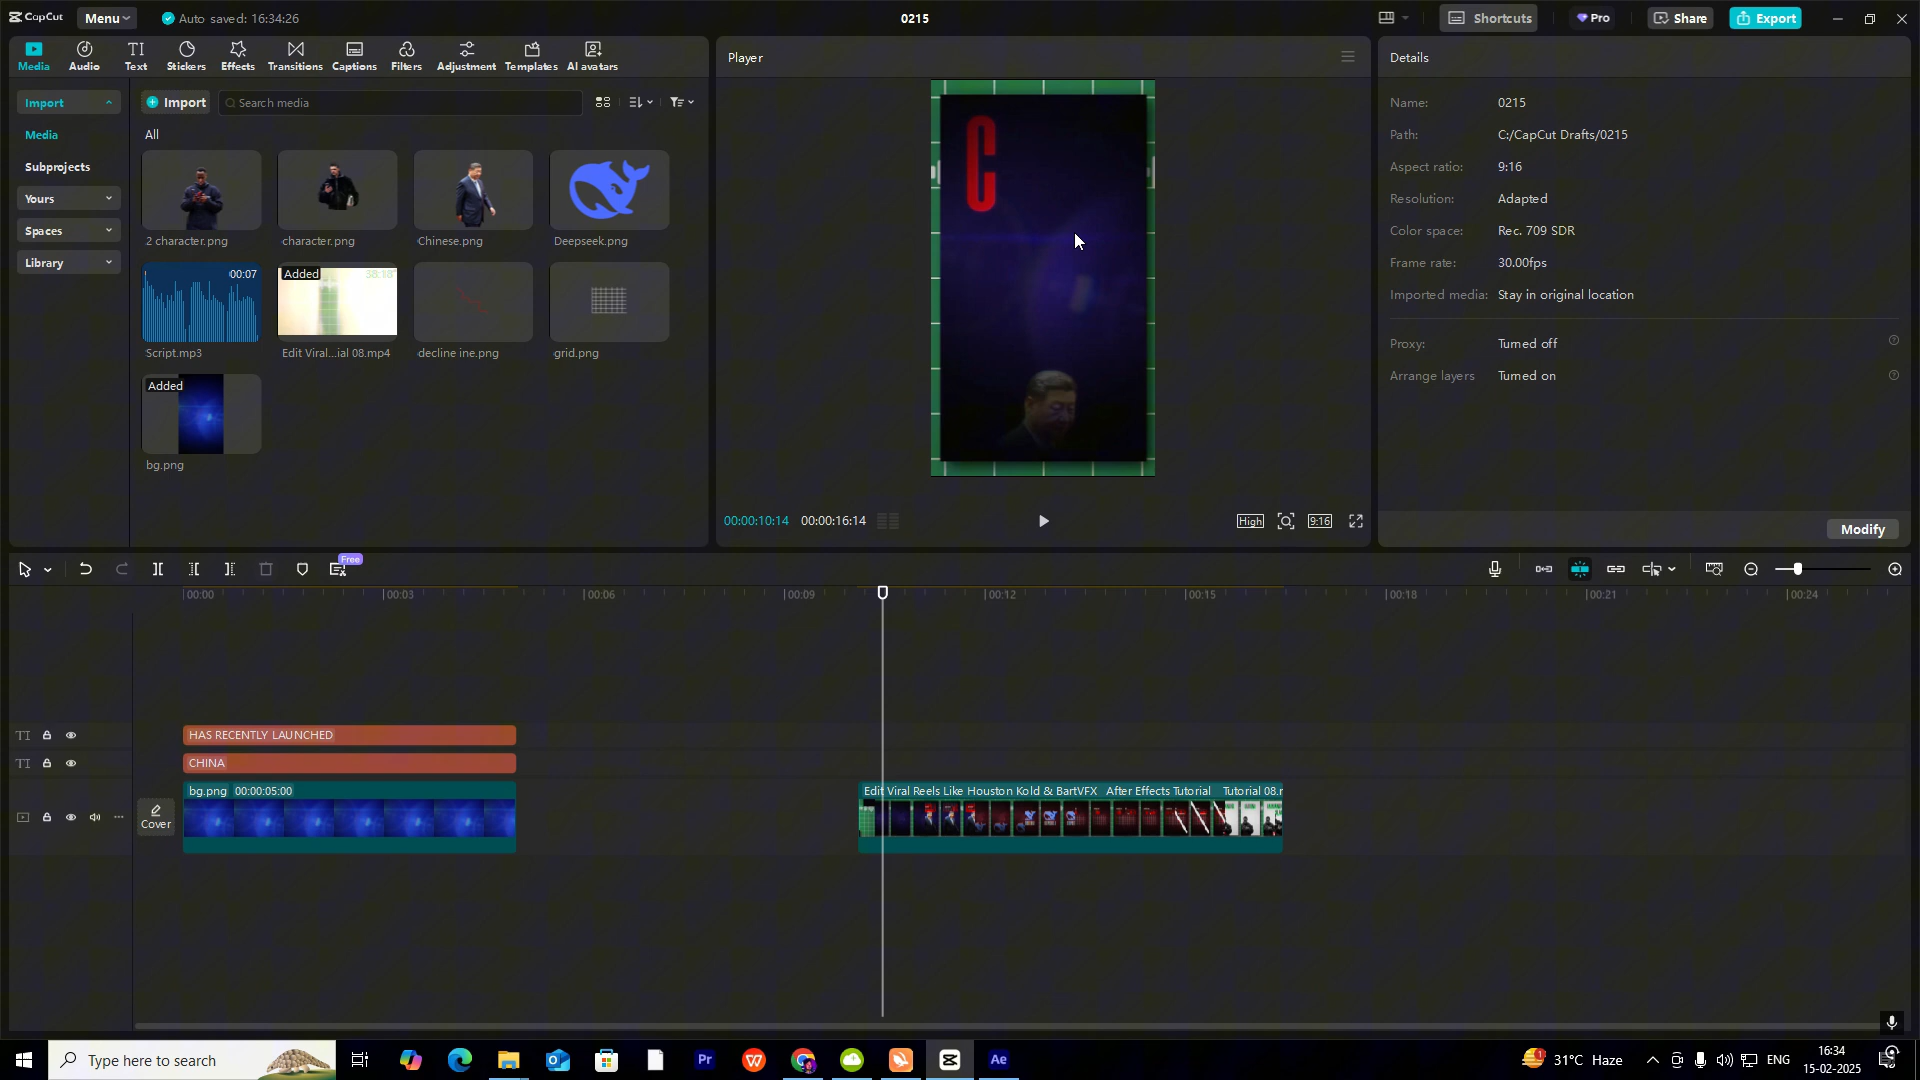 CapCut
Menu
Auto saved: 16:34:26
0215
Shortcuts
Pro
Share
Export
Media
Audio
Text
Stickers
Effects
Transitions
Captions
Filters
Adjustment
Templates
AI avatars
Import
Media
Subprojects
Yours
Spaces
Library
Import
Search media
All
2 character.png
character.png
Chinese.png
Deepseek.png
00:07
Added
38:18
Script.mp3
Edit Viral...ial 08.mp4
decline ine.png
grid.png
Added
bg.png
Player
C
00:00:10:14
00:00:16:14
High
9:16
Details
Name: 0215
Path: C:/CapCut Drafts/0215
Aspect ratio: 9:16
Resolution: Adapted
Color space: Rec. 709 SDR
Frame rate: 30.00fps
Imported media: Stay in original location
Proxy: Turned off
Arrange layers Turned on
Modify
Free
00:00
00:03
00:06
00:09
00:12
00:15
00:18
00:21
00:24
TI
HAS RECENTLY LAUNCHED
TI
CHINA
Cover
bg.png 00:00:05:00
Edit Viral Reels Like Houston Kold & BartVFX After Effects Tutorial Tutorial 08.r
Type here to search
Pr
W
Ae
1
31°C Haze
ENG
16:34
15-02-2025